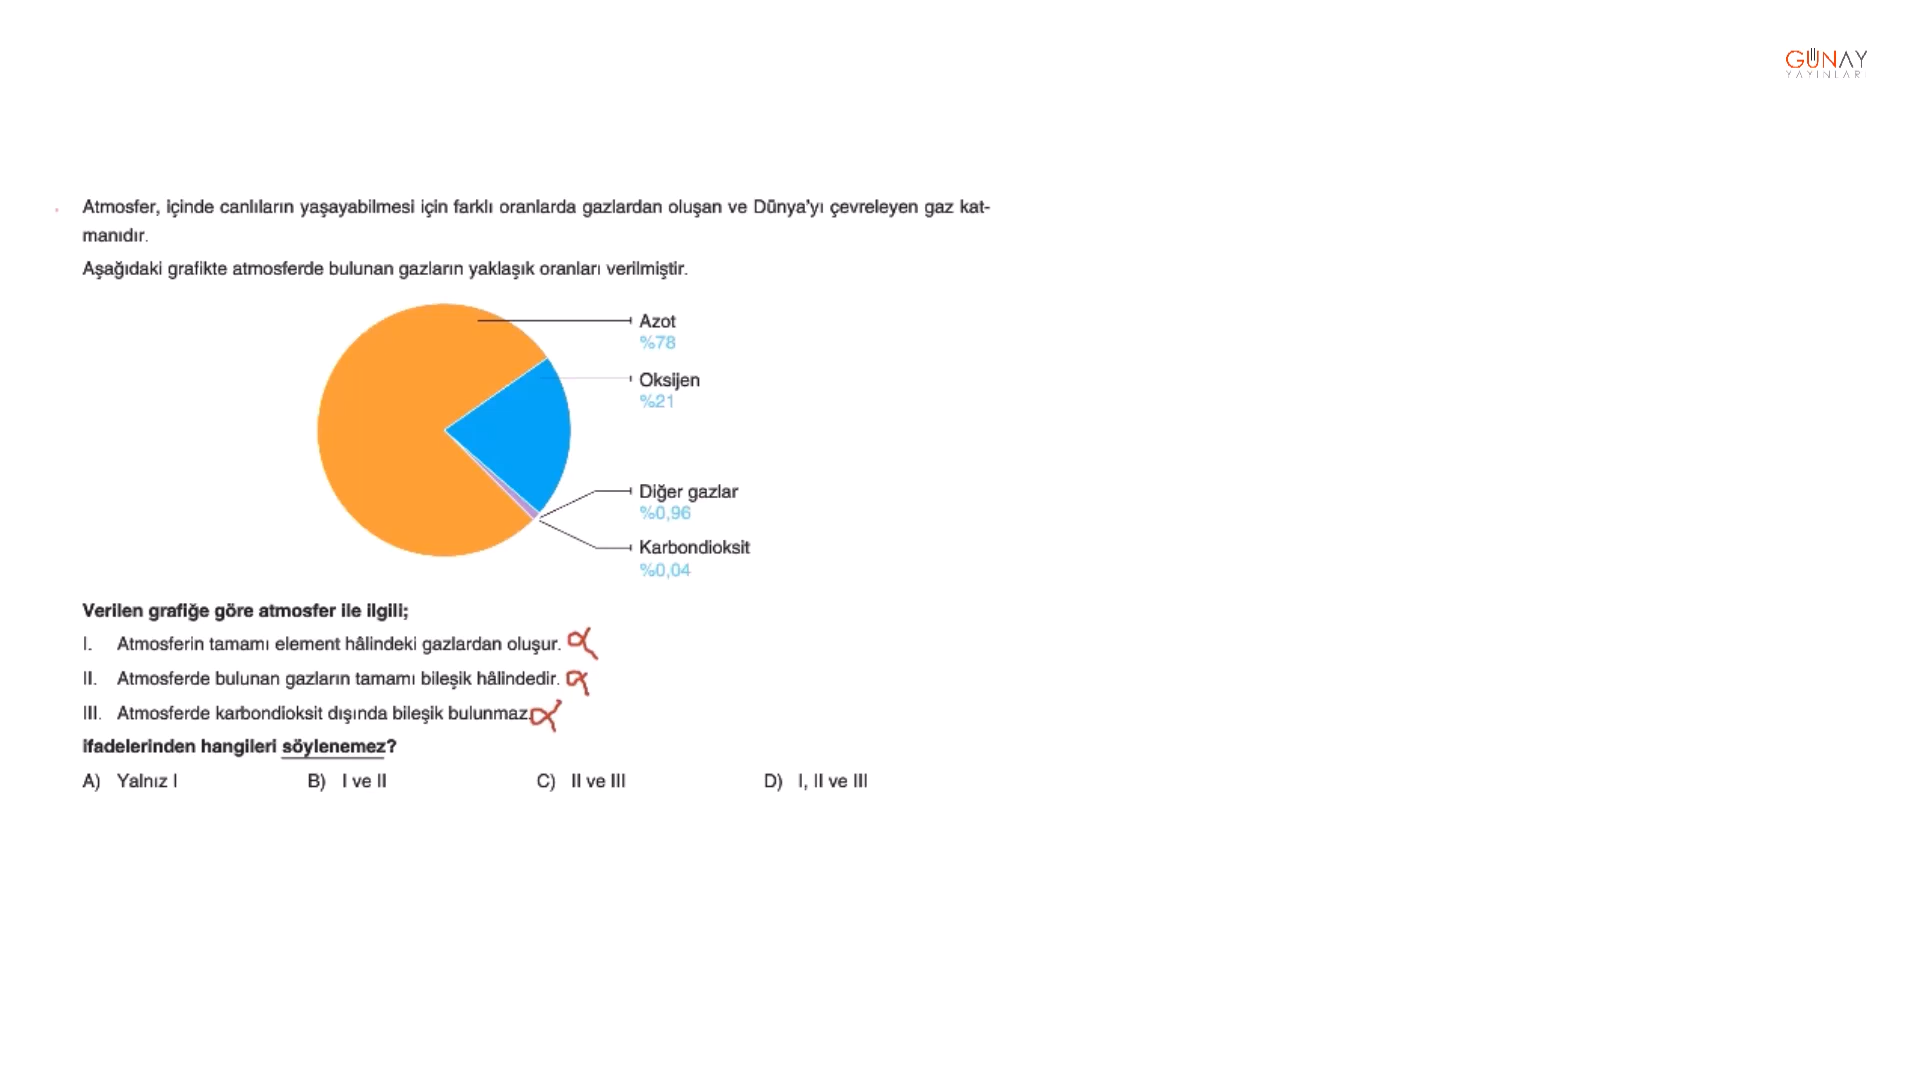 GÜNAY
YAYINLARI
Atmosfer, içinde canlıların yaşayabilmesi için farklı oranlarda gazlardan oluşan ve Dünya'yı çevreleyen gaz kat-
manıdır.
Aşağıdaki grafikte atmosferde bulunan gazların yaklaşık oranları verilmiştir.
Azot
%78
Oksijen
%21
Diğer gazlar
%0,96
Karbondioksit
%0,04
Verilen grafiğe göre atmosfer ile ilgili;
I. Atmosferin tamamı element hâlindeki gazlardan oluşur.
II. Atmosferde bulunan gazların tamamı bileşik hâlindedir.
III. Atmosferde karbondioksit dışında bileşik bulunmaz.
ifadelerinden hangileri söylenemez?
A) Yalnız I B) I ve II C) II ve III D) I, II ve III